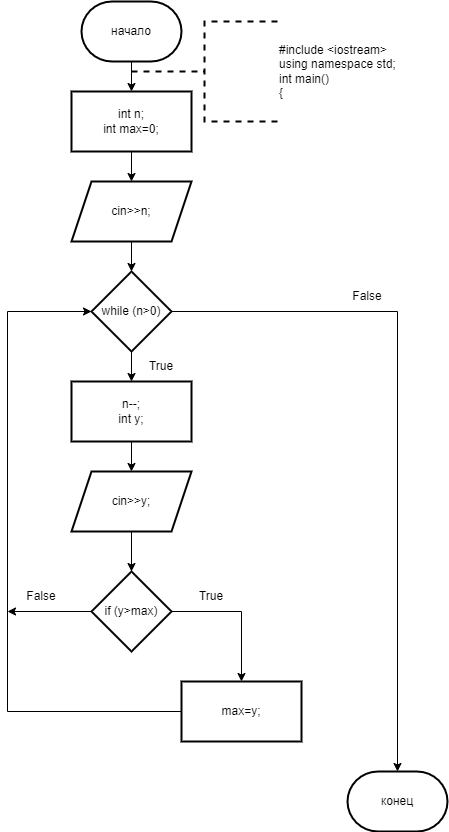 начало
#include <iostream>
using namespace std;
int main()
{
int n;
int max=0;
cin>>n;
while (n>0)
False
True
n--;
int y;
cin>>y;
if (y>max)
False
True
max=y;
конец